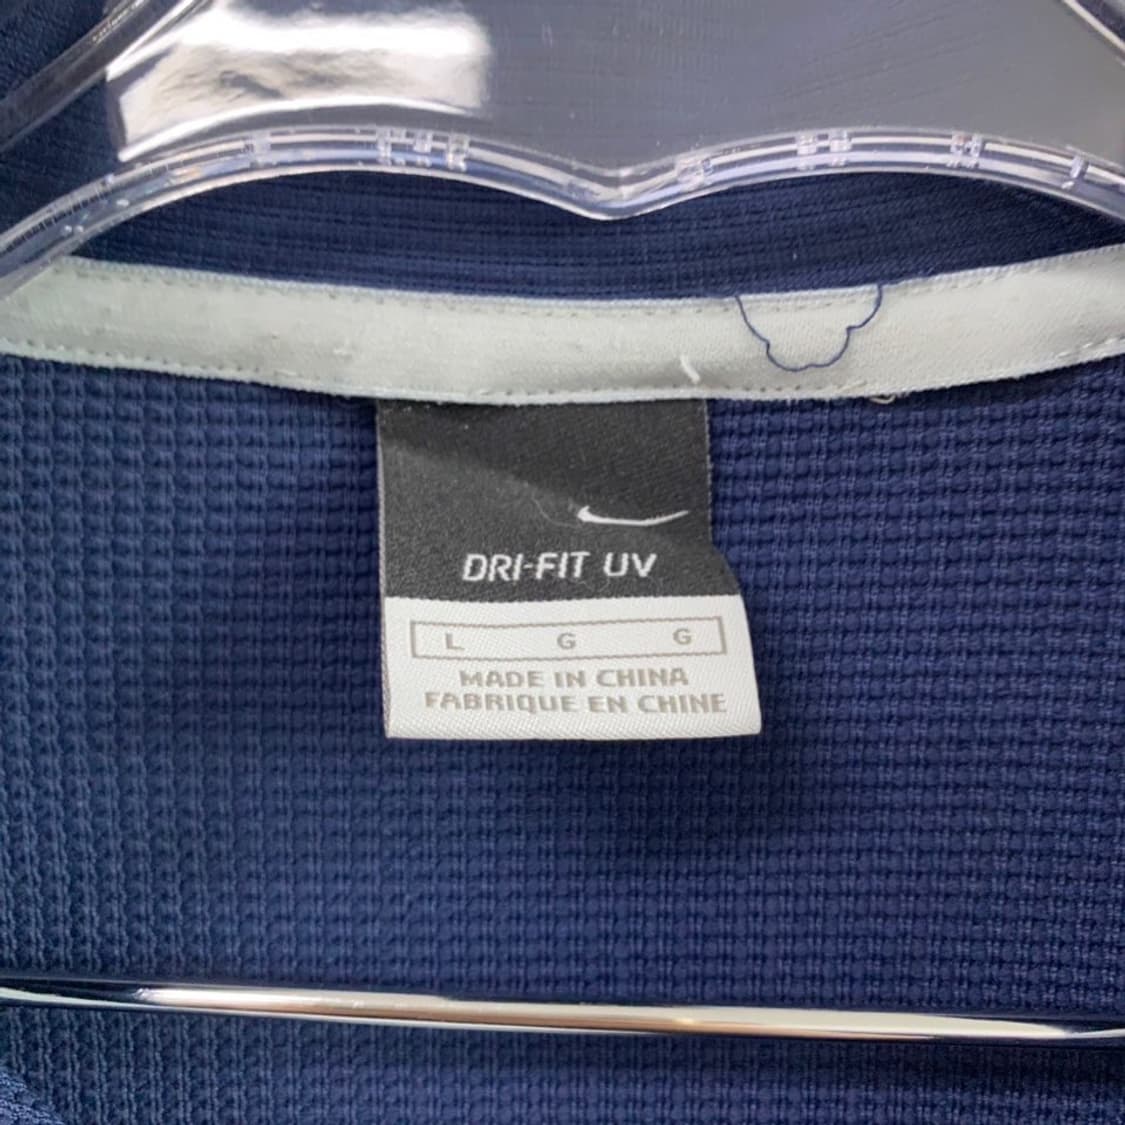 DRI-FIT UV
L G G
MADE IN CHINA
FABRIQUE EN CHINE